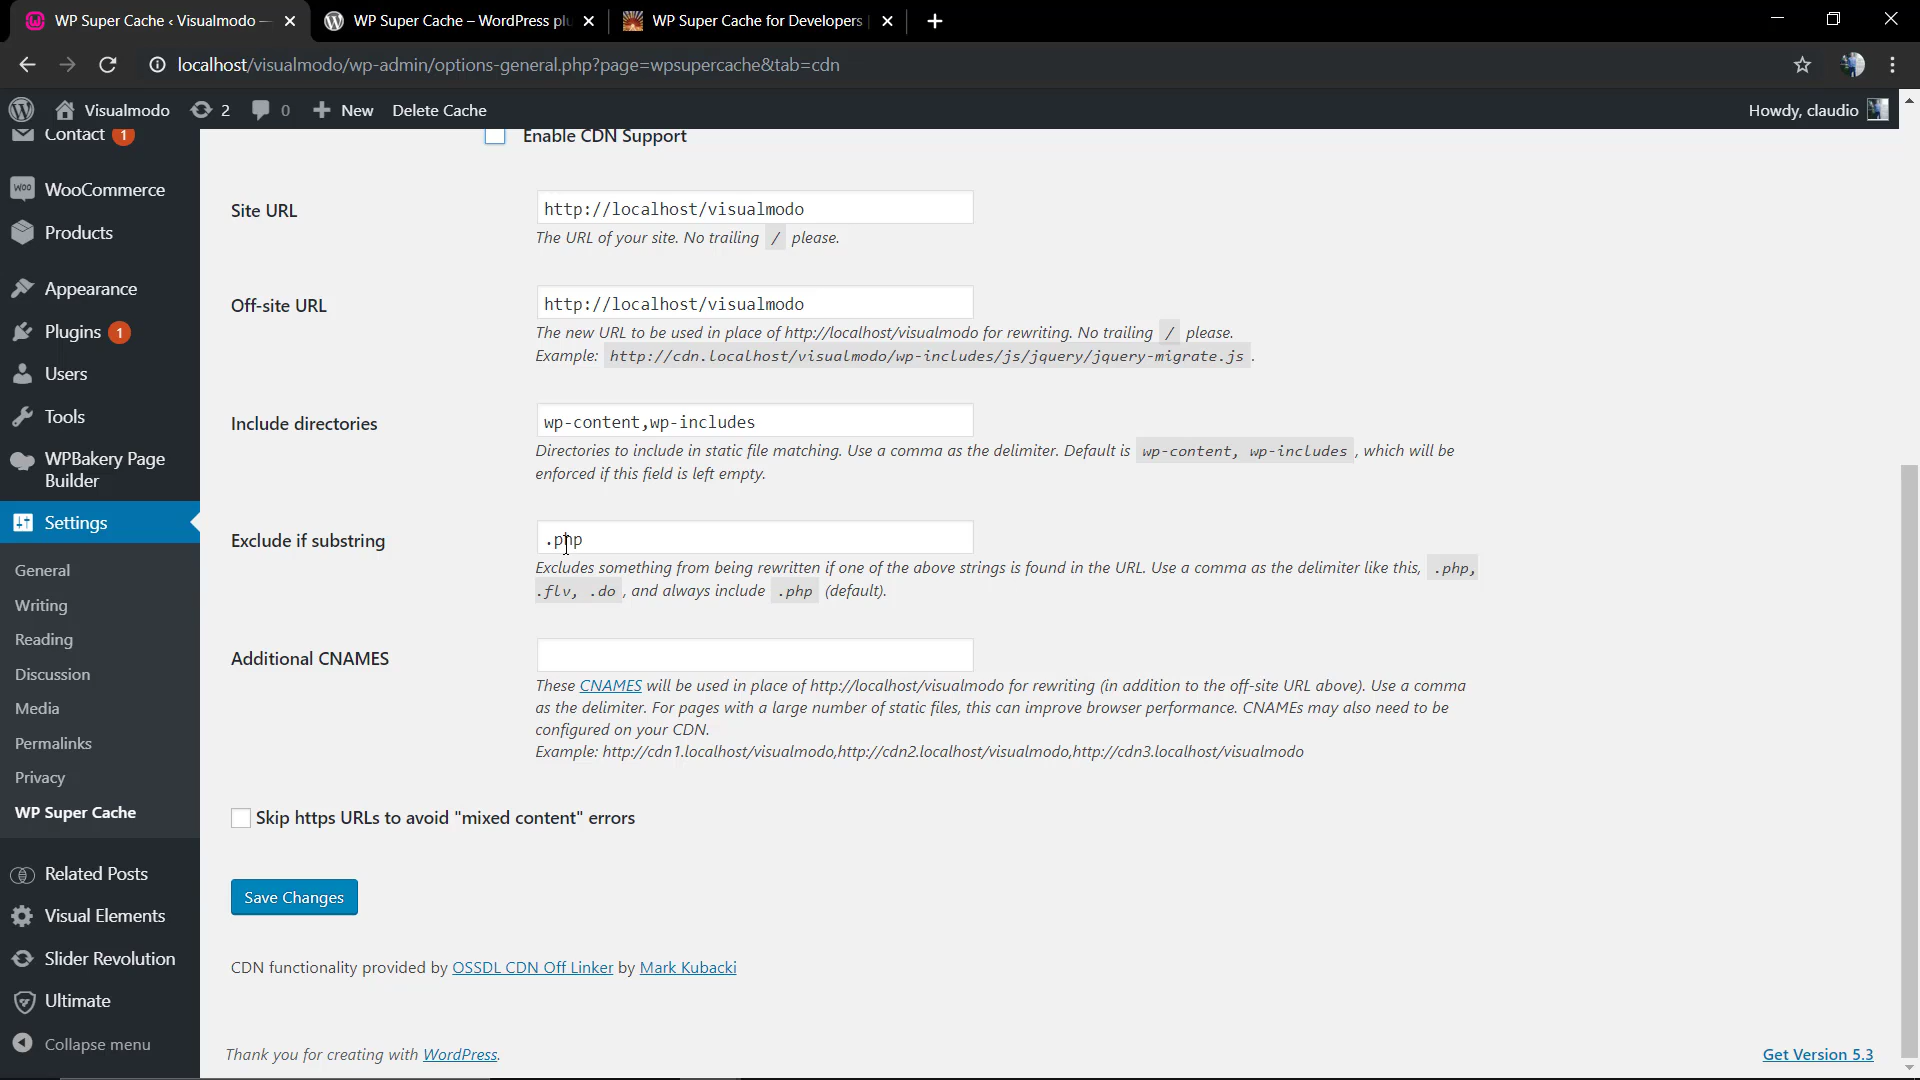 WP Super Cache ‹ Visualmodo —
WP Super Cache – WordPress plu
WP Super Cache for Developers |
localhost/visualmodo/wp-admin/options-general.php?page=wpsupercache&tab=cdn
Visualmodo
2
0
New
Delete Cache
Howdy, claudio
Contact 1
WooCommerce
Products
Appearance
Plugins 1
Users
Tools
WPBakery Page
Builder
Settings
General
Writing
Reading
Discussion
Media
Permalinks
Privacy
WP Super Cache
Related Posts
Visual Elements
Slider Revolution
Ultimate
Collapse menu
Enable CDN Support
Site URL
http://localhost/visualmodo
The URL of your site. No trailing / please.
Off-site URL
http://localhost/visualmodo
The new URL to be used in place of http://localhost/visualmodo for rewriting. No trailing / please.
Example: http://cdn.localhost/visualmodo/wp-includes/js/jquery/jquery-migrate.js .
Include directories
wp-content,wp-includes
Directories to include in static file matching. Use a comma as the delimiter. Default is wp-content, wp-includes , which will be
enforced if this field is left empty.
Exclude if substring
.php
Excludes something from being rewritten if one of the above strings is found in the URL. Use a comma as the delimiter like this, .php,
.flv, .do , and always include .php (default).
Additional CNAMES
These CNAMES will be used in place of http://localhost/visualmodo for rewriting (in addition to the off-site URL above). Use a comma
as the delimiter. For pages with a large number of static files, this can improve browser performance. CNAMEs may also need to be
configured on your CDN.
Example: http://cdn1.localhost/visualmodo,http://cdn2.localhost/visualmodo,http://cdn3.localhost/visualmodo
Skip https URLs to avoid "mixed content" errors
Save Changes
CDN functionality provided by OSSDL CDN Off Linker by Mark Kubacki
Thank you for creating with WordPress.
Get Version 5.3